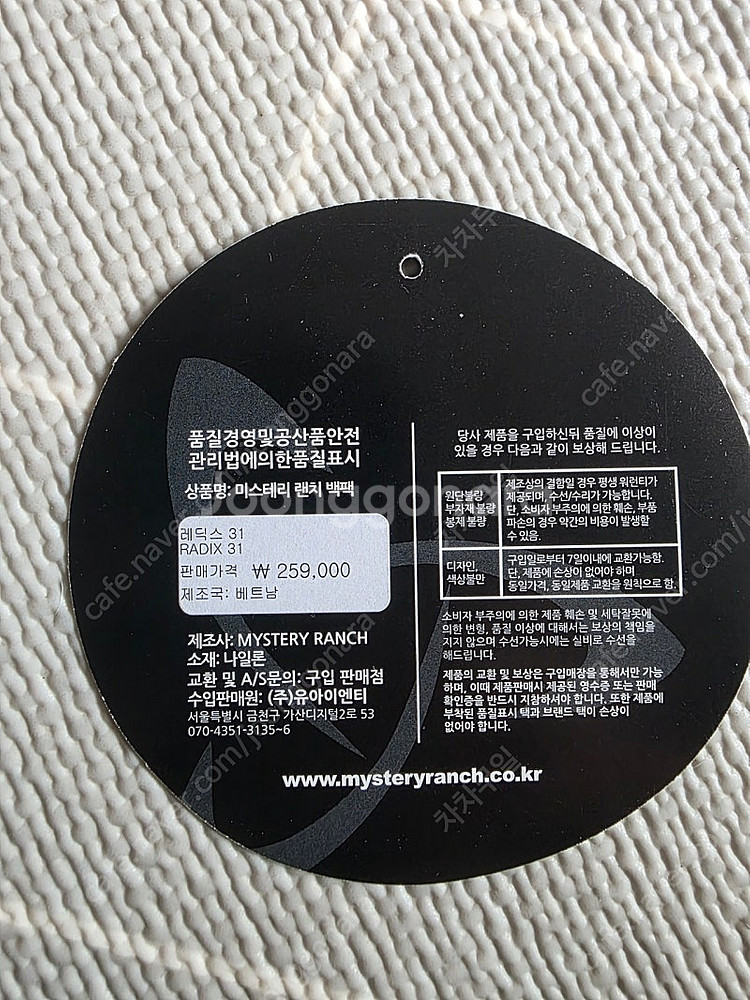 품질경영및공산품안전
관리법에의한품질표시
상품명: 미스테리 랜치 백팩
레딕스 31
RADIX 31
판매가격 ₩ 259,000
제조국: 베트남
제조사: MYSTERY RANCH
소재: 나일론
교환 및 A/S문의: 구입 판매점
수입판매원: (주)유아이엔티
서울특별시 금천구 가산디지털2로 53
070-4351-3135~6
당사 제품을 구입하신뒤 품질에 이상이
있을 경우 다음과 같이 보상해 드립니다.
원단불량
부자재 불량
봉제 불량
제조상의 결함일 경우 평생 워런티가
제공되며, 수선/수리가 가능합니다.
단, 소비자 부주의에 의한 훼손, 부품
파손의 경우 약간의 비용이 발생할
수 있음.
디자인,
색상불만
구입일로부터 7일이내에 교환가능함.
단, 제품에 손상이 없어야 하며
동일가격, 동일제품 교환을 원칙으로 함.
소비자 부주의에 의한 제품 훼손 및 세탁잘못에
의한 변형, 품질 이상에 대해서는 보상의 책임을
지지 않으며 수선가능시에는 실비로 수선을
해드립니다.
제품의 교환 및 보상은 구입매장을 통해서만 가능
하며, 이때 제품판매시 제공된 영수증 또는 판매
확인증을 반드시 지참하셔야 합니다. 또한 제품에
부착된 품질표시 택과 브랜드 택이 손상이
없어야 합니다.
www.mysteryranch.co.kr
Joonggonara